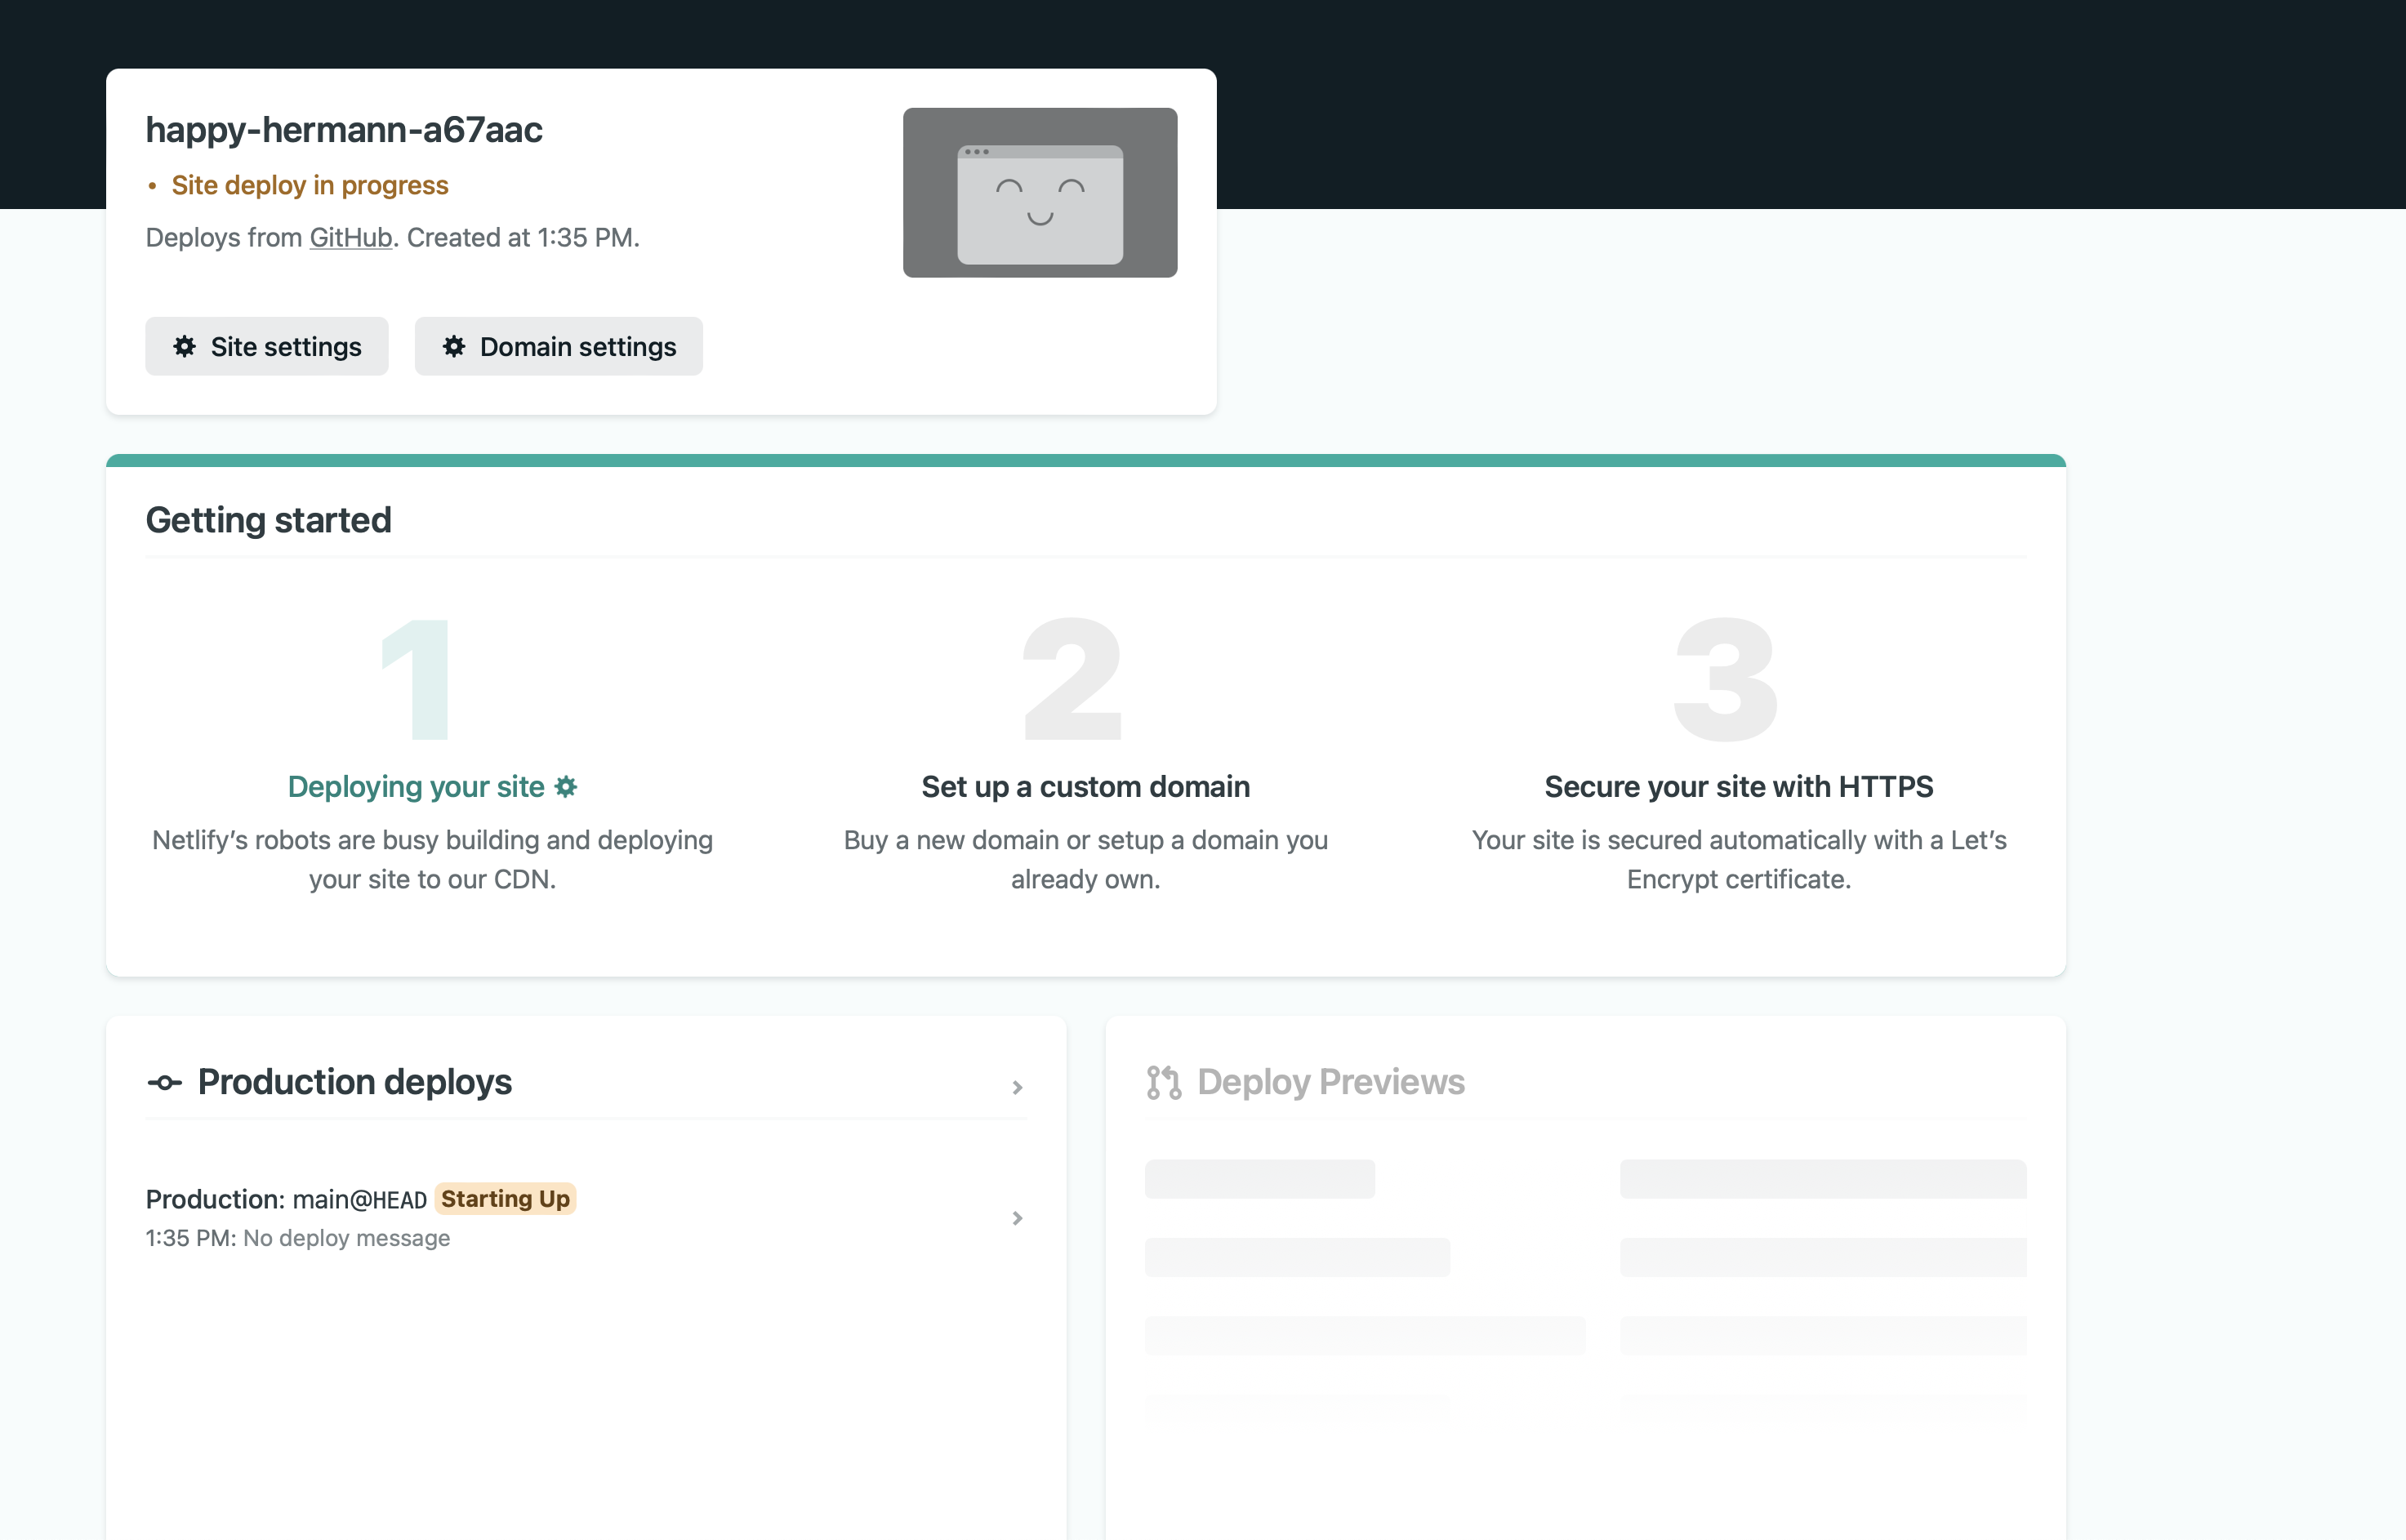 happy-hermann-a67aac
• Site deploy in progress
Deploys from GitHub. Created at 1:35 PM.
Site settings
Domain settings
Getting started
1
Deploying your site
Netlify’s robots are busy building and deploying
your site to our CDN.
2
Set up a custom domain
Buy a new domain or setup a domain you
already own.
3
Secure your site with HTTPS
Your site is secured automatically with a Let’s
Encrypt certificate.
Production deploys
Production: main@HEAD Starting Up
1:35 PM: No deploy message
Deploy Previews